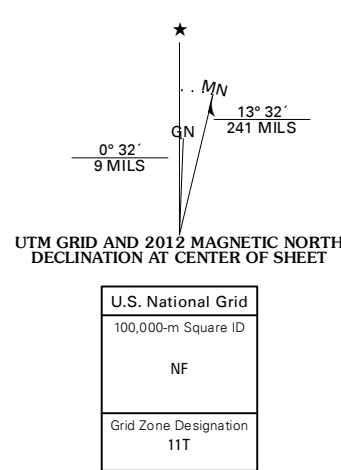 ★
MN
GN
13° 32´
241 MILS
0° 32´
9 MILS
UTM GRID AND 2012 MAGNETIC NORTH
DECLINATION AT CENTER OF SHEET
U.S. National Grid
100,000-m Square ID
NF
Grid Zone Designation
11T